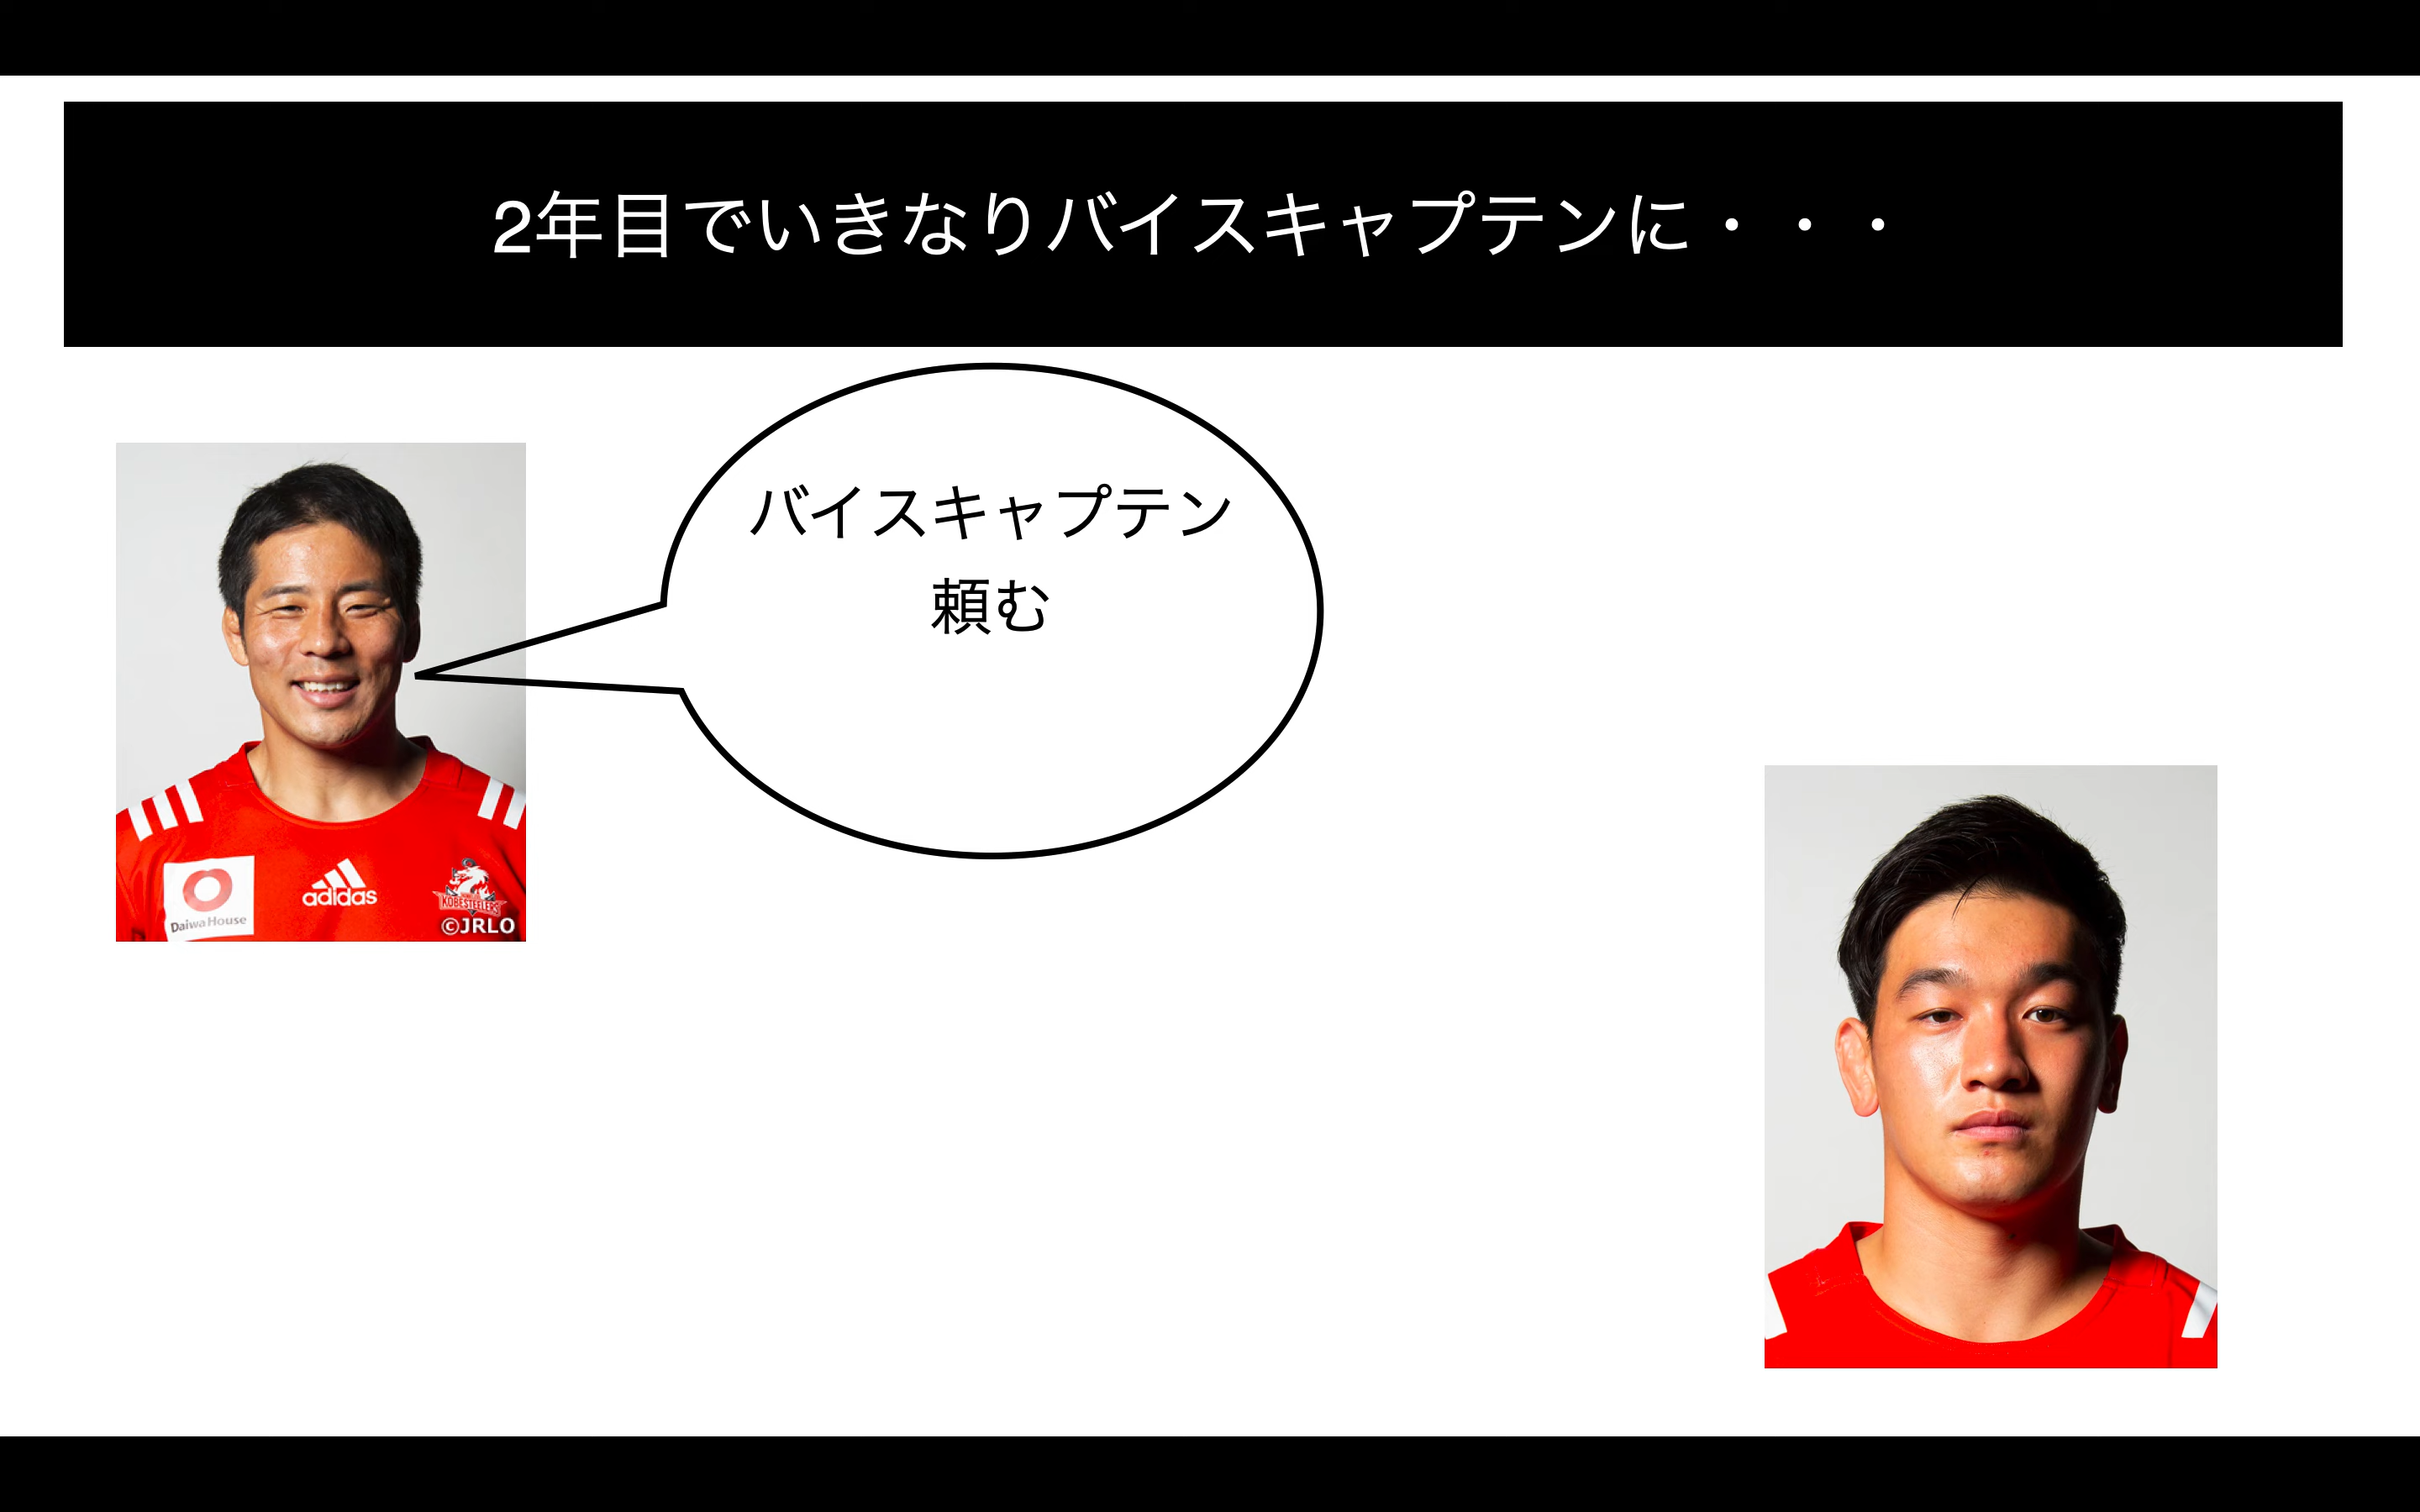 2年目でいきなりバイスキャプテンに・・・
バイスキャプテン
頼む
Daiwa House
adidas
KOBESTEELERS
©JRLO